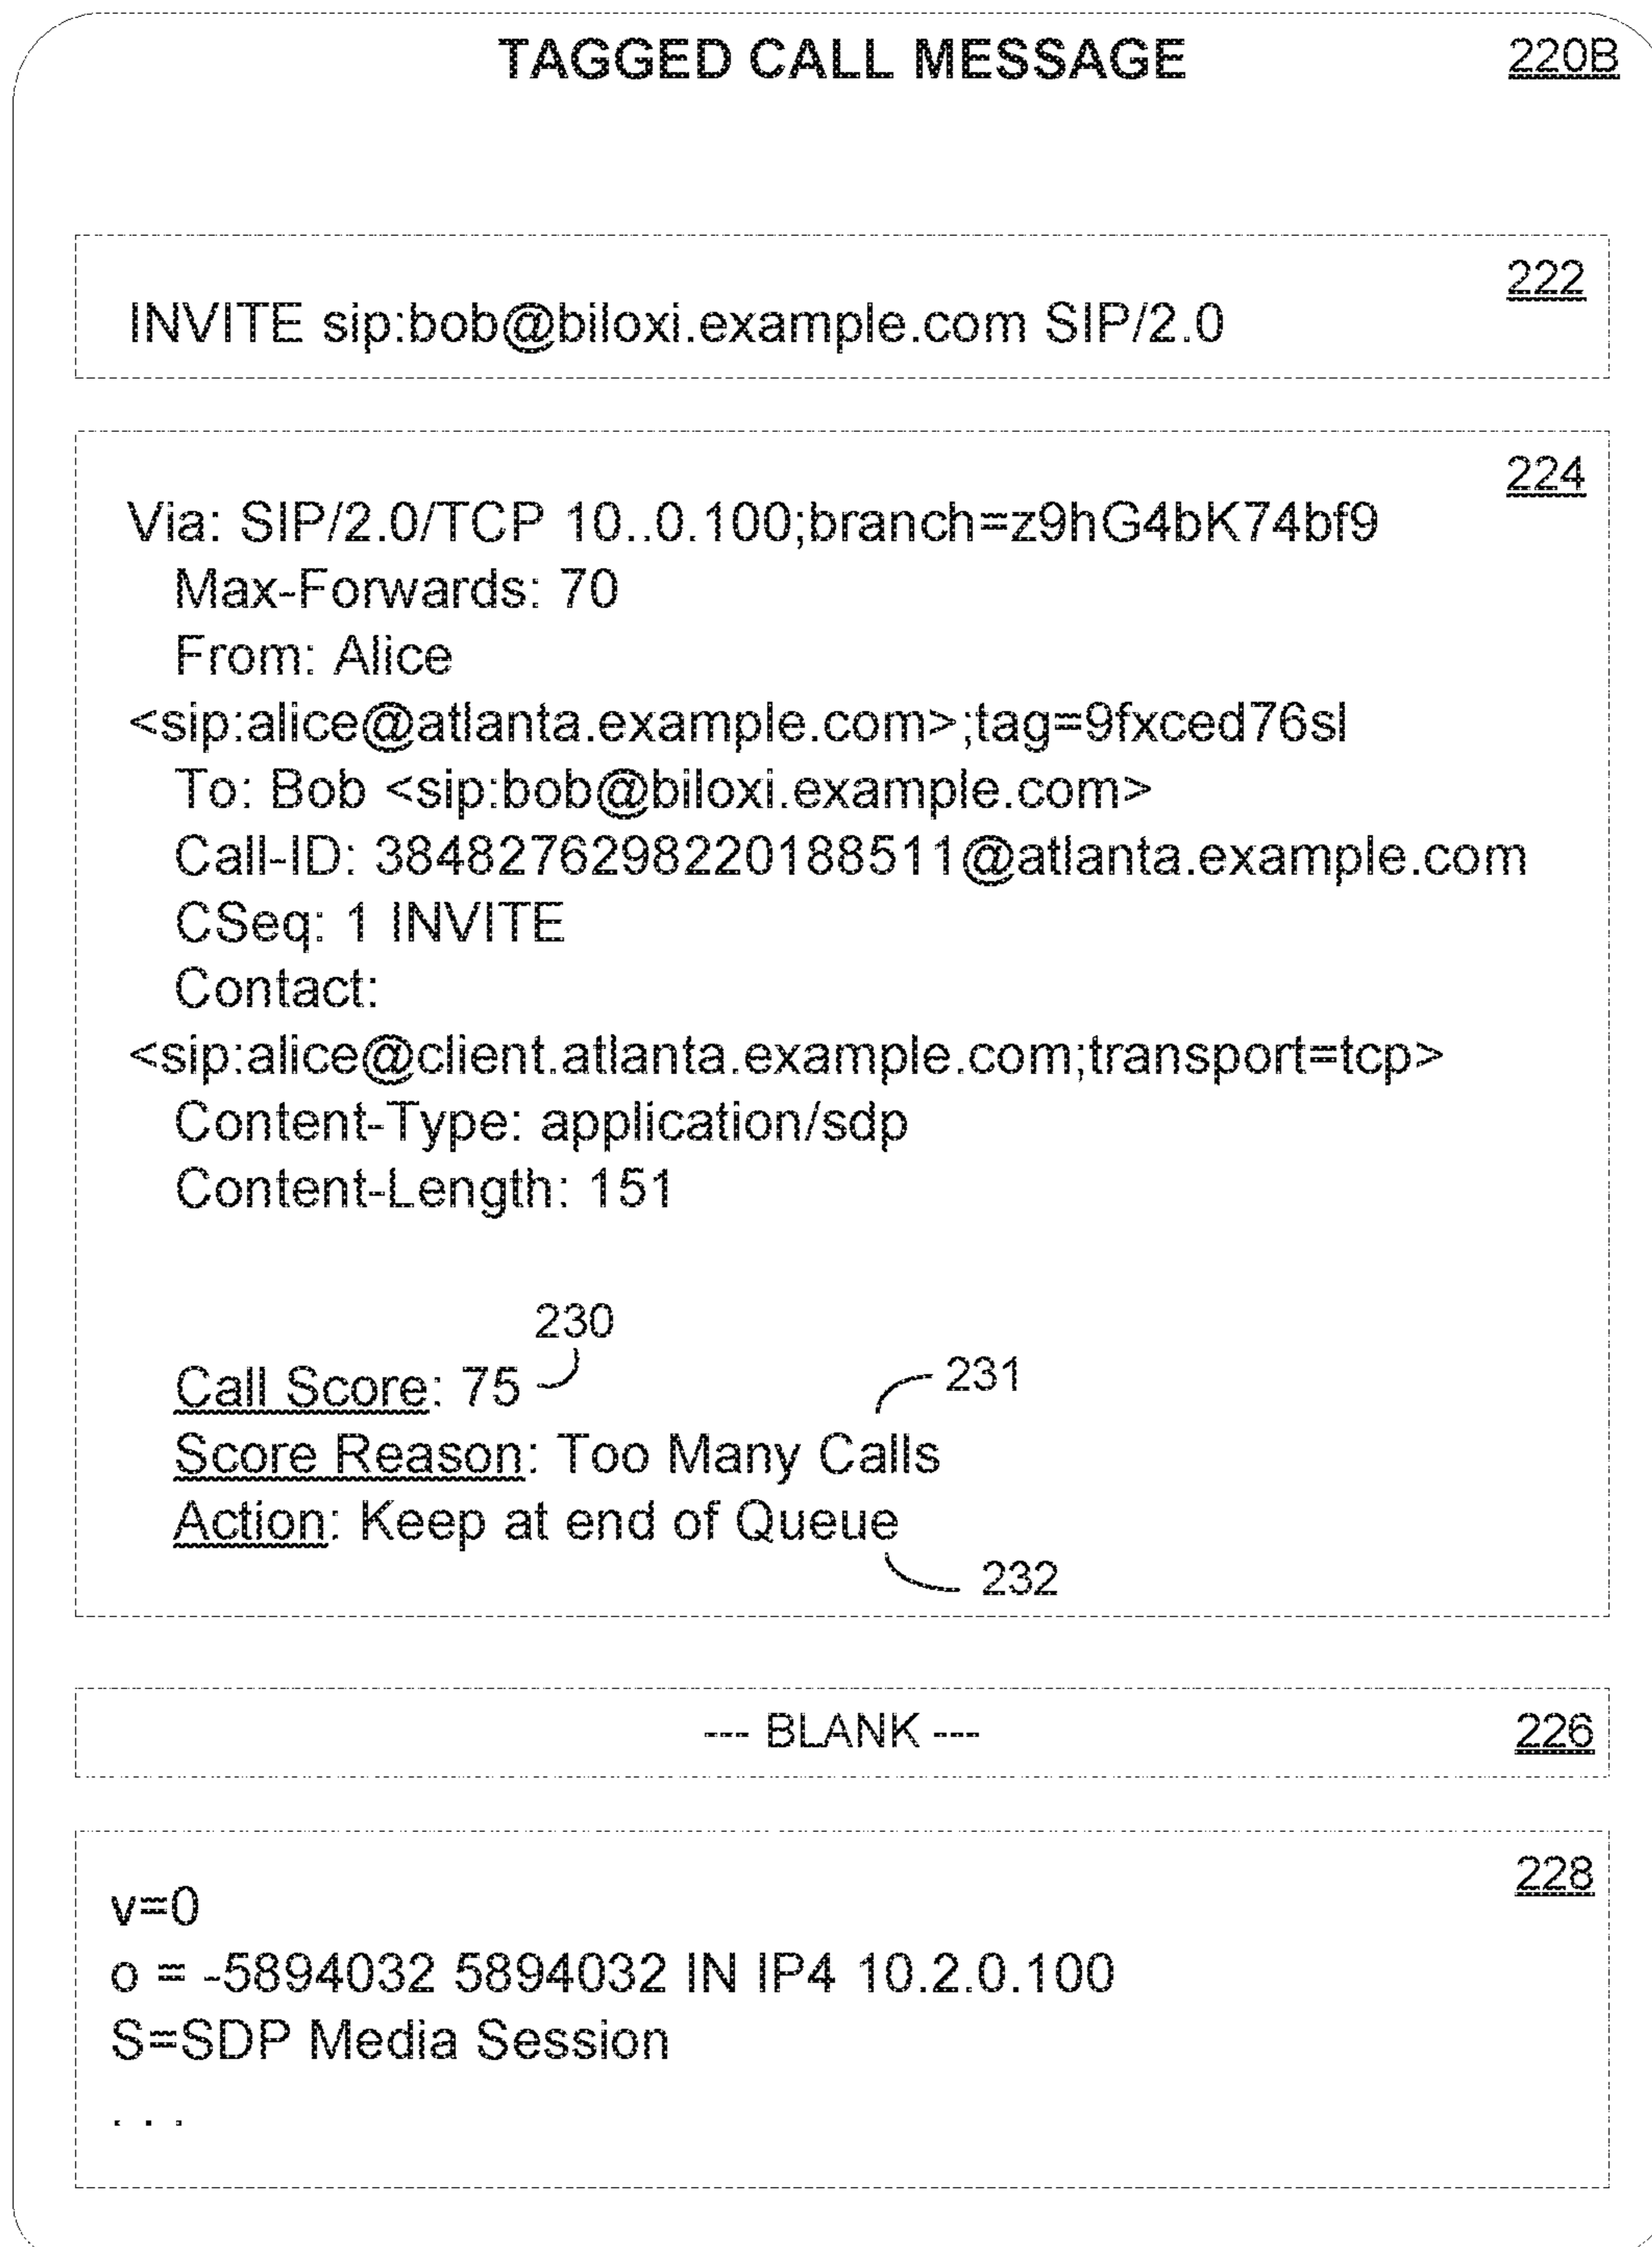 TAGGED CALL MESSAGE 220B
222
INVITE sip:bob@biloxi.example.com SIP/2.0
224
Via: SIP/2.0/TCP 10..0.100;branch=z9hG4bK74bf9
Max-Forwards: 70
From: Alice
<sip:alice@atlanta.example.com>;tag=9fxced76sl
To: Bob <sip:bob@biloxi.example.com>
Call-ID: 3848276298220188511@atlanta.example.com
CSeq: 1 INVITE
Contact:
<sip:alice@client.atlanta.example.com;transport=tcp>
Content-Type: application/sdp
Content-Length: 151
230
Call Score: 75
231
Score Reason: Too Many Calls
Action: Keep at end of Queue
232
--- BLANK --- 226
228
v=0
o = -5894032 5894032 IN IP4 10.2.0.100
S=SDP Media Session
. . .